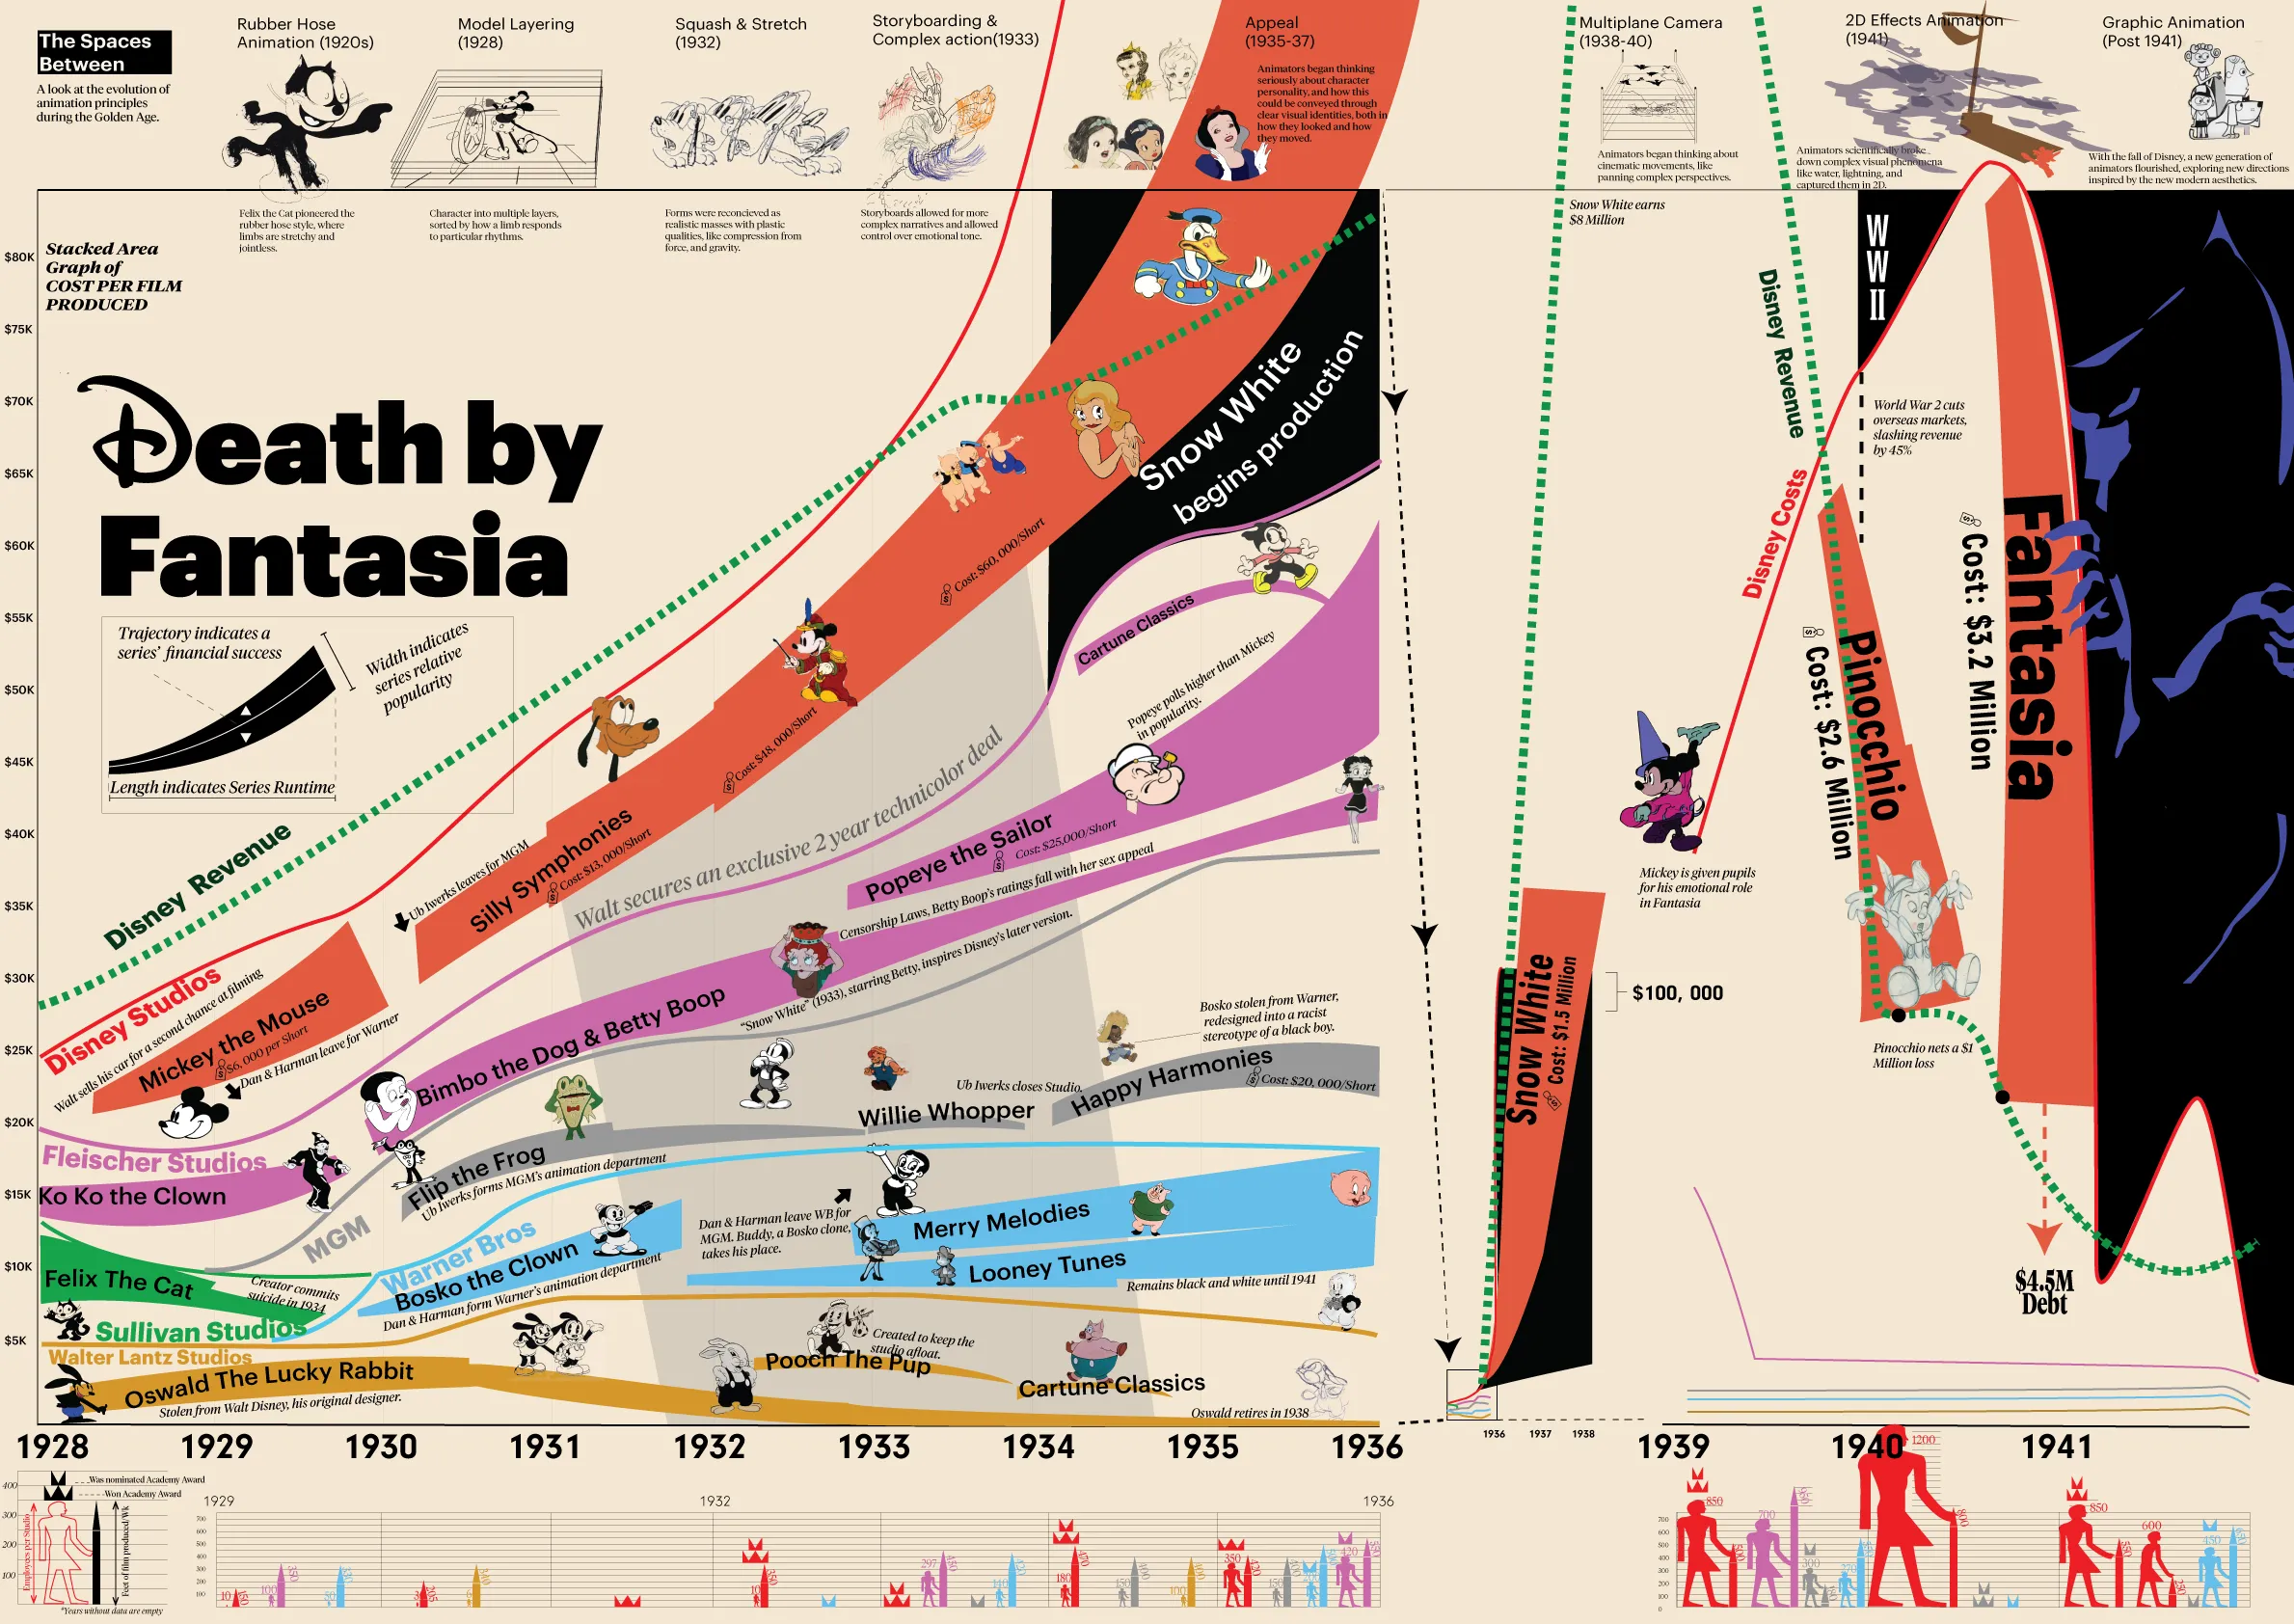 The Spaces
Between
A look at the evolution of
animation principles
during the Golden Age.
Rubber Hose
Animation (1920s)
Felix the Cat pioneered the
rubber hose style, where
limbs are stretchy and
jointless.
Model Layering
(1928)
Character into multiple layers,
sorted by how a limb responds
to particular rhythms.
Squash & Stretch
(1932)
Forms were reconcieved as
realistic masses with plastic
qualities, like compression from
force, and gravity.
Storyboarding &
Complex action(1933)
Storyboards allowed for more
complex narratives and allowed
control over emotional tone.
Appeal
(1935-37)
Animators began thinking
seriously about character
personality, and how this
could be conveyed through
clear visual identities, both in
how they looked and how
they moved.
Multiplane Camera
(1938-40)
Animators began thinking about
cinematic movements, like
panning complex perspectives.
2D Effects Animation
(1941)
Animators scientifically broke
down complex visual phenomena
like water, lightning, and
captured them in 2D.
Graphic Animation
(Post 1941)
With the fall of Disney, a new generation of
animators flourished, exploring new directions
inspired by the new modern aesthetics.
Stacked Area
Graph of
COST PER FILM
PRODUCED
$80K
$75K
$70K
$65K
$60K
$55K
$50K
$45K
$40K
$35K
$30K
$25K
$20K
$15K
$10K
$5K
Death by
Fantasia
Trajectory indicates a
series' financial success
Width indicates
series relative
popularity
Length indicates Series Runtime
Disney Revenue
Disney Studios
Walt sells his car for a second chance at filming
Mickey the Mouse
$6,000 per Short
Dan & Harman leave for Warner
Ub Iwerks leaves for MGM
Silly Symphonies
Cost: $13,000/Short
Cost: $48,000/Short
Cost: $60,000/Short
Walt secures an exclusive 2 year technicolor deal
Snow White
begins production
Cartune Classics
Popeye polls higher than Mickey
in popularity.
Popeye the Sailor
Cost: $25,000/Short
Censorship Laws, Betty Boop's ratings fall with her sex appeal
Fleischer Studios
Ko Ko the Clown
Bimbo the Dog & Betty Boop
"Snow White" (1933), starring Betty, inspires Disney's later version.
MGM
Flip the Frog
Ub Iwerks forms MGM's animation department
Willie Whopper
Ub Iwerks closes Studio.
Happy Harmonies
Cost: $20, 000/Short
Bosko stolen from Warner,
redesigned into a racist
stereotype of a black boy.
Felix The Cat
Creator commits
suicide in 1934
Sullivan Studios
Warner Bros
Bosko the Clown
Dan & Harman form Warner's animation department
Dan & Harman leave WB for
MGM. Buddy, a Bosko clone,
takes his place.
Merry Melodies
Looney Tunes
Remains black and white until 1941
Walter Lantz Studios
Oswald The Lucky Rabbit
Stolen from Walt Disney, his original designer.
Created to keep the
studio afloat.
Pooch The Pup
Cartune Classics
Oswald retires in 1938
1928
1929
1930
1931
1932
1933
1934
1935
1936
Snow White earns
$8 Million
Disney Revenue
Disney Costs
WWII
World War 2 cuts
overseas markets,
slashing revenue
by 45%
Mickey is given pupils
for his emotional role
in Fantasia
Snow White
Cost: $1.5 Million
$100, 000
Pinocchio
Cost: $2.6 Million
Pinocchio nets a $1
Million loss
Fantasia
Cost: $3.2 Million
$4.5M
Debt
1936
1937
1938
1939
1940
1941
Was nominated Academy Award
Won Academy Award
Employees per Studio
Feet of film produced/Wk
400
300
200
100
*Years without data are empty
1929
1932
1936
700
600
500
400
300
200
100
10
150
100
350
50
330
205
340
10
350
297
450
140
180
470
150
400
100
400
350
420
150
400
420
700
600
500
400
300
200
100
0
850
500
700
300
270
1200
800
850
550
600
250
450